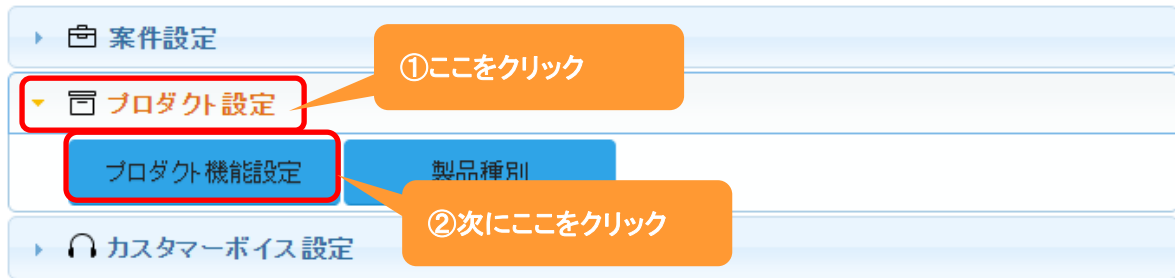 案件設定
①ここをクリック
プロダクト設定
プロダクト機能設定
製品種別
②次にここをクリック
カスタマーボイス設定